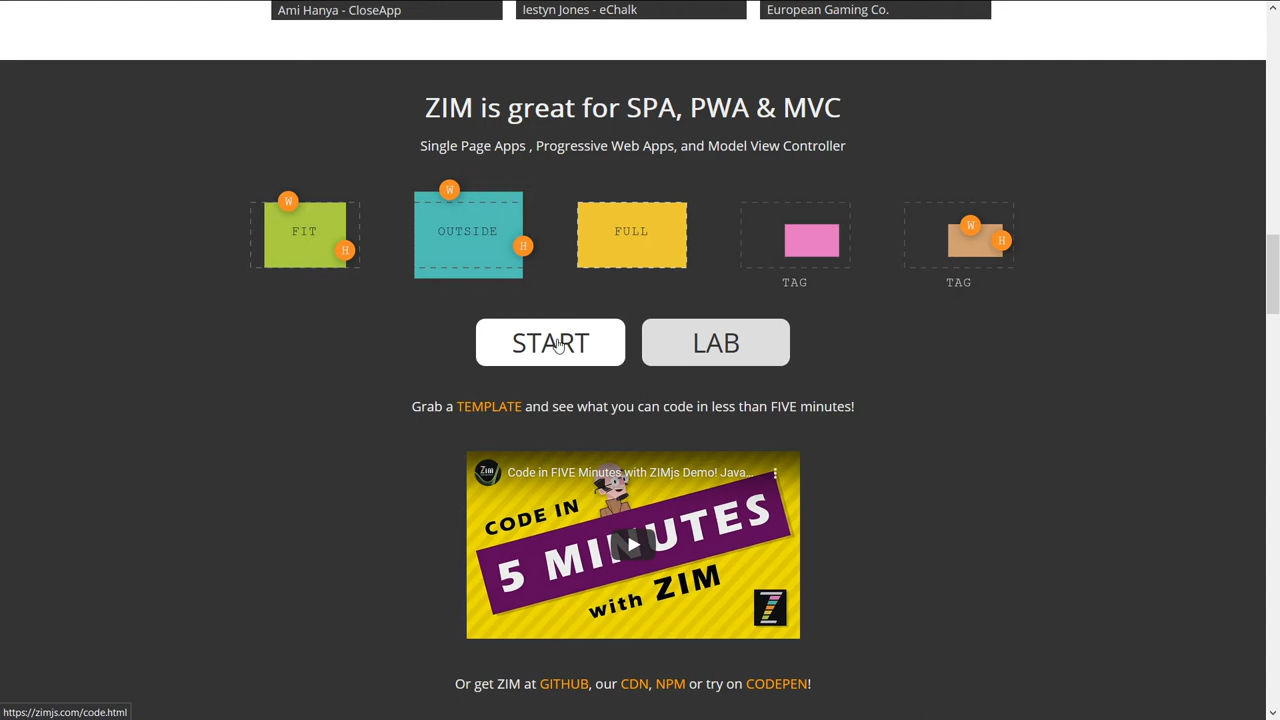 Ami Hanya - CloseApp
Iestyn Jones - eChalk
European Gaming Co.
ZIM is great for SPA, PWA & MVC
Single Page Apps , Progressive Web Apps, and Model View Controller
W
FIT
H
W
OUTSIDE
H
FULL
TAG
W
H
TAG
START
LAB
Grab a TEMPLATE and see what you can code in less than FIVE minutes!
ZIM
Code in FIVE Minutes with ZIMjs Demo! Java...
CODE IN
5 MINUTES
with ZIM
Z
Or get ZIM at GITHUB, our CDN, NPM or try on CODEPEN!
https://zimjs.com/code.html